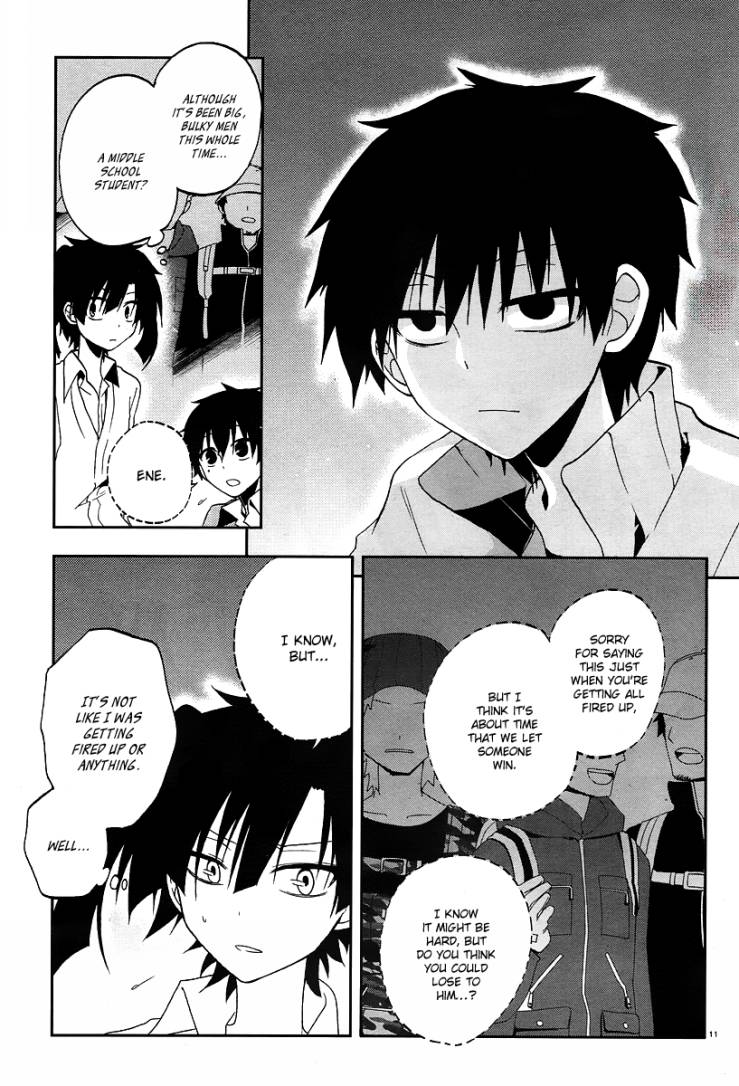 ALTHOUGH
IT'S BEEN BIG,
BULKY MEN
THIS WHOLE
TIME...
A MIDDLE
SCHOOL
STUDENT?
ENE.
SORRY
FOR SAYING
THIS JUST
WHEN YOU'RE
GETTING ALL
FIRED UP,
BUT I
THINK IT'S
ABOUT TIME
THAT WE LET
SOMEONE
WIN.
I KNOW
IT MIGHT BE
HARD, BUT
DO YOU THINK
YOU COULD
LOSE TO
HIM...?
I KNOW,
BUT...
IT'S NOT
LIKE I WAS
GETTING
FIRED UP OR
ANYTHING.
WELL...
11